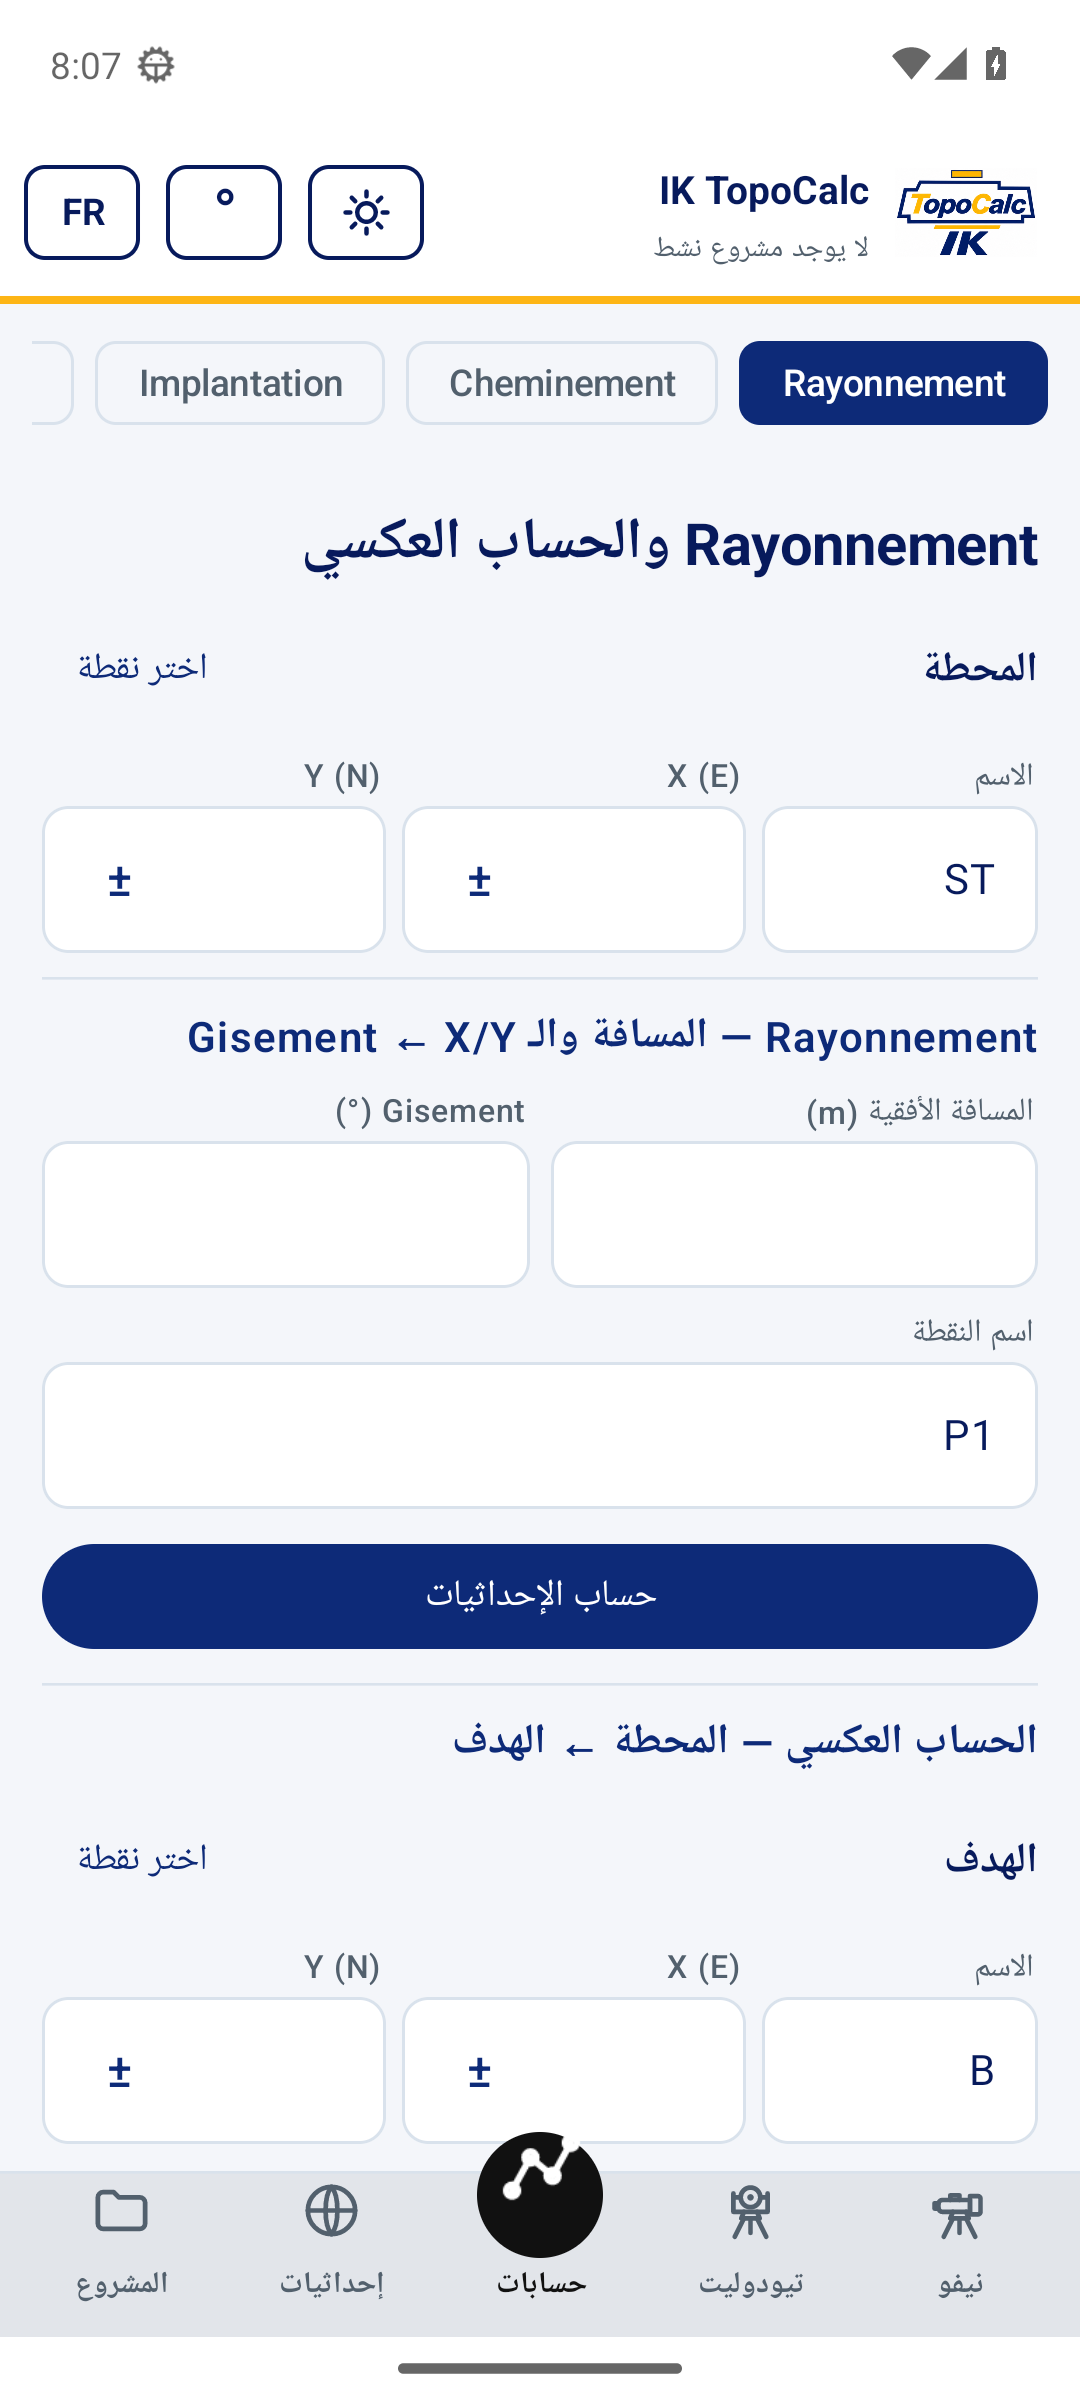 8:07
IK TopoCalc
لا يوجد مشروع نشط
TopoCalc
IK
°
FR
Rayonnement
Cheminement
Implantation
Rayonnement والحساب العكسي
المحطة
اختر نقطة
الاسم
X (E)
Y (N)
ST
±
±
Rayonnement — المسافة والـ Gisement ← X/Y
المسافة الأفقية (m)
Gisement (°)
اسم النقطة
P1
حساب الإحداثيات
الحساب العكسي — المحطة ← الهدف
الهدف
اختر نقطة
الاسم
X (E)
Y (N)
B
±
±
نيفو
تيودوليت
حسابات
إحداثيات
المشروع